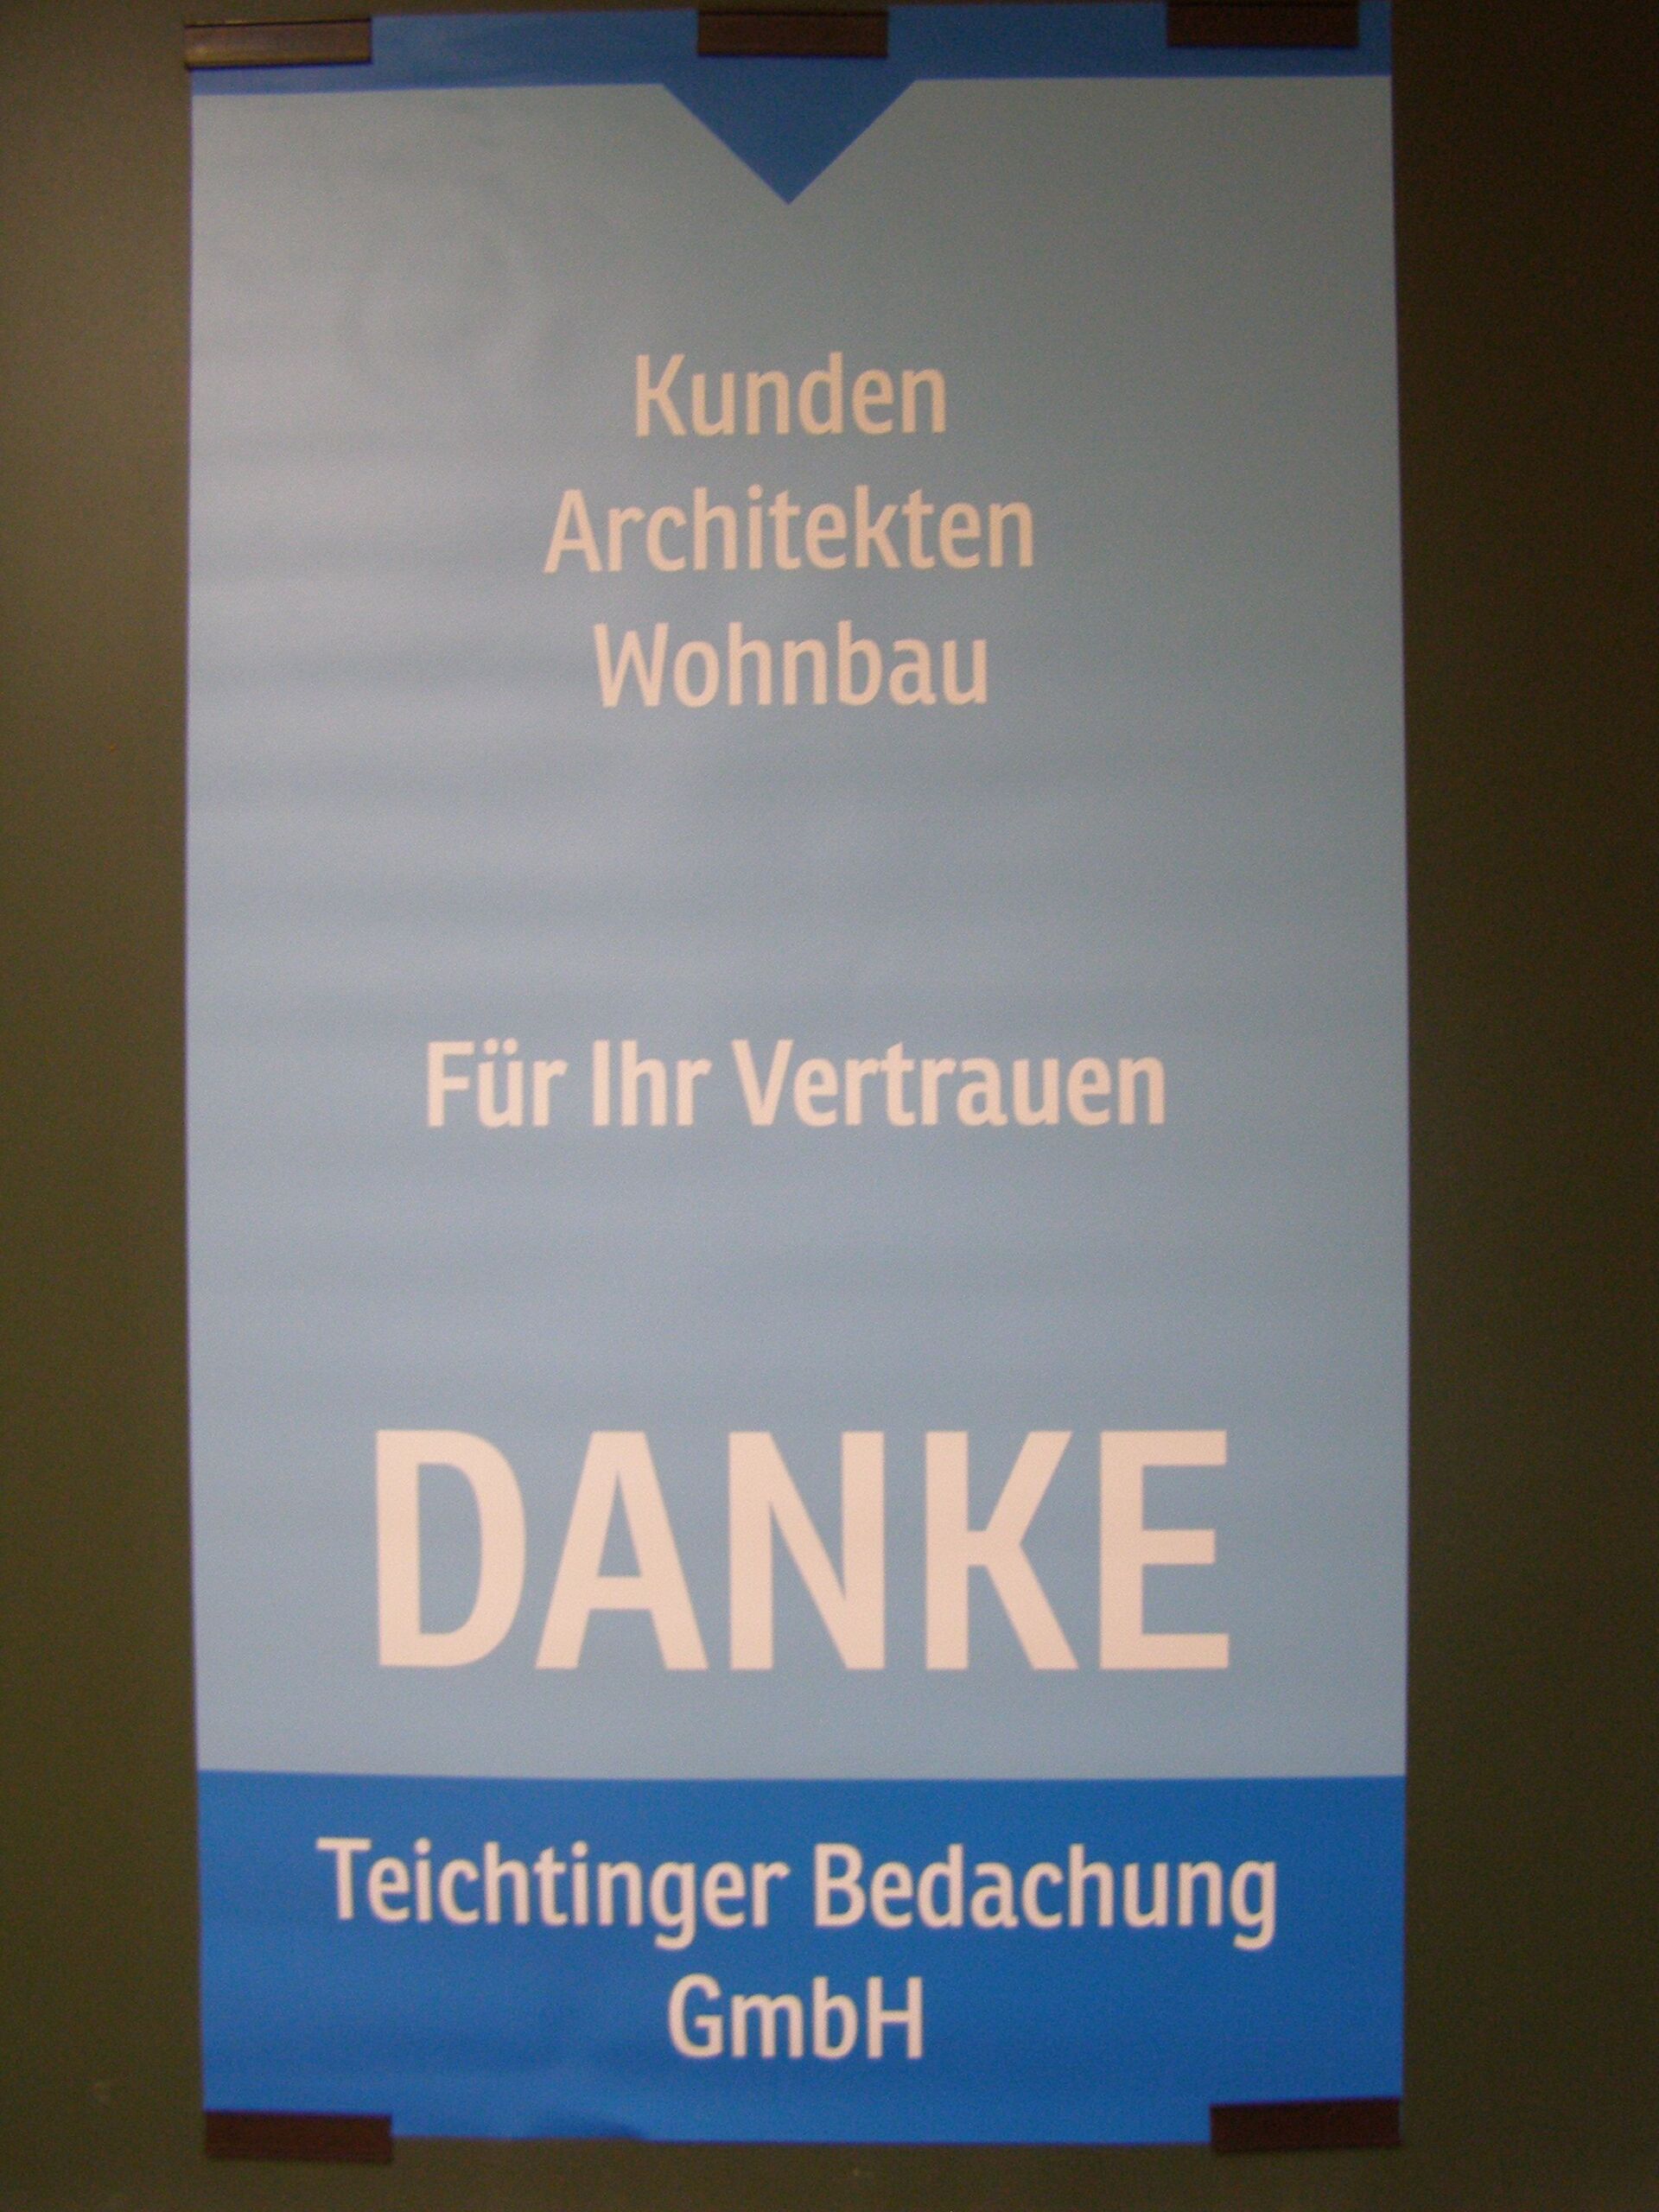 Kunden
Architekten
Wohnbau
Für Ihr Vertrauen
DANKE
Teichtinger Bedachung
GmbH